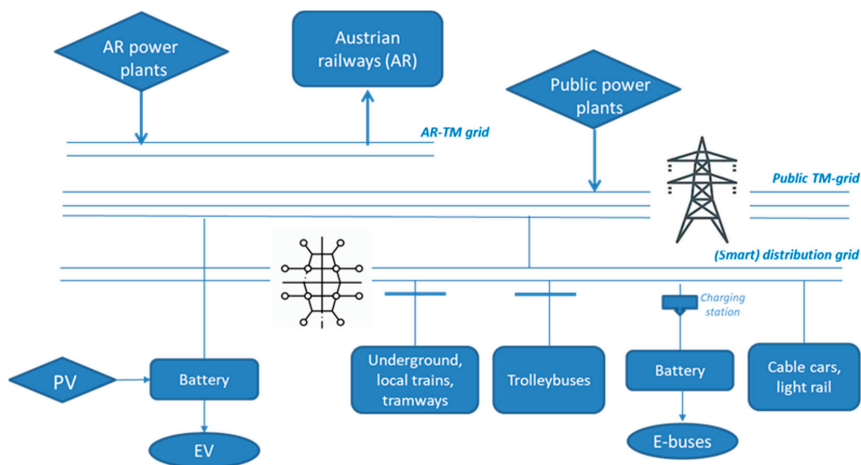 AR power
plants
Austrian
railways (AR)
Public power
plants
AR-TM grid
Public TM-grid
(Smart) distribution grid
Charging
station
PV
Battery
Underground,
local trains,
tramways
Trolleybuses
Battery
Cable cars,
light rail
EV
E-buses